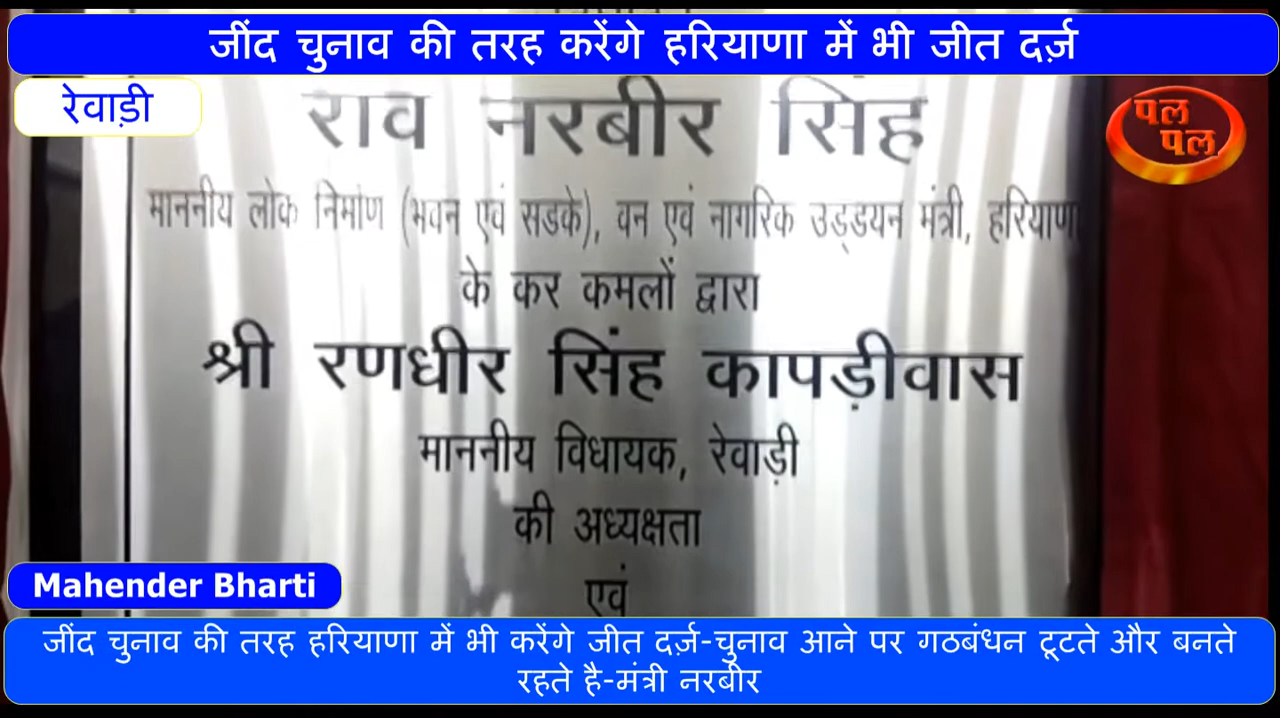 जींद चुनाव की तरह करेंगे हरियाणा में भी जीत दर्ज़
रेवाड़ी
पल
पल
राव नरबीर सिंह
माननीय लोक निर्माण (भवन एवं सडके), वन एवं नागरिक उड्डयन मंत्री, हरियाणा
के कर कमलों द्वारा
श्री रणधीर सिंह कापड़ीवास
माननीय विधायक, रेवाड़ी
की अध्यक्षता
एवं
Mahender Bharti
जींद चुनाव की तरह हरियाणा में भी करेंगे जीत दर्ज़-चुनाव आने पर गठबंधन टूटते और बनते
रहते है-मंत्री नरबीर